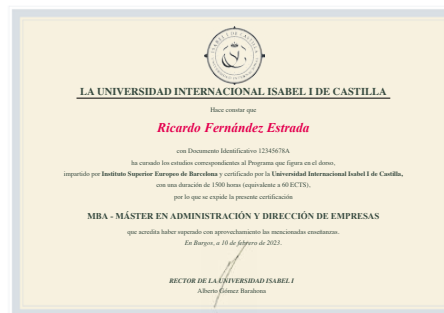 LA UNIVERSIDAD INTERNACIONAL ISABEL I DE CASTILLA
Hace constar que
Ricardo Fernández Estrada
con Documento Identificativo 12345678A
ha cursado los estudios correspondientes al Programa que figura en el dorso,
impartido por Instituto Superior Europeo de Barcelona y certificado por la Universidad Internacional Isabel I de Castilla,
con una duración de 1500 horas (equivalente a 60 ECTS),
por lo que se expide la presente certificación
MBA - MÁSTER EN ADMINISTRACIÓN Y DIRECCIÓN DE EMPRESAS
que acredita haber superado con aprovechamiento las mencionadas enseñanzas.
En Burgos, a 10 de febrero de 2023.
RECTOR DE LA UNIVERSIDAD ISABEL I
Alberto Gómez Barahona